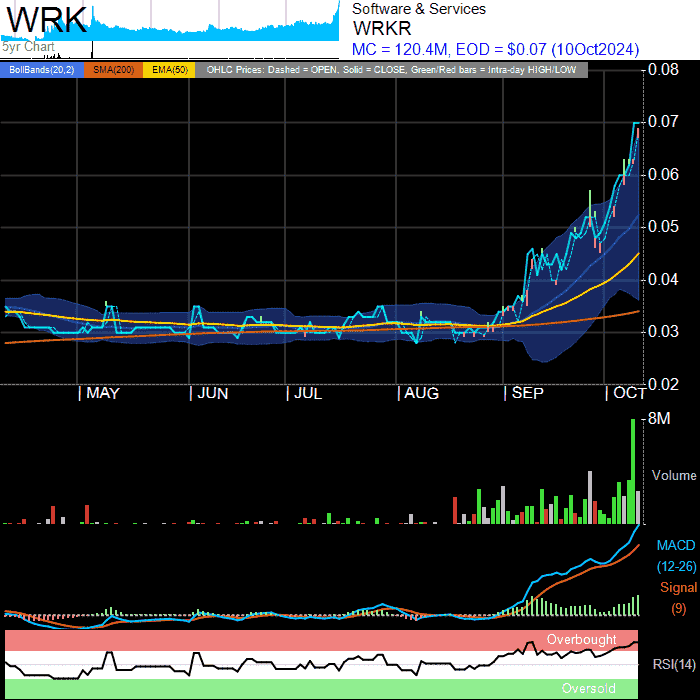 WRK
5yr Chart
Software & Services
WRKR
MC = 120.4M, EOD = $0.07 (10Oct2024)
BollBands(20,2) SMA(200) EMA(50) OHLC Prices: Dashed = OPEN, Solid = CLOSE, Green/Red bars = Intra-day HIGH/LOW
0.08
0.07
0.06
0.05
0.04
0.03
0.02
MAY JUN JUL AUG SEP OCT
8M
Volume
MACD
(12-26)
Signal
(9)
Overbought
RSI(14)
Oversold